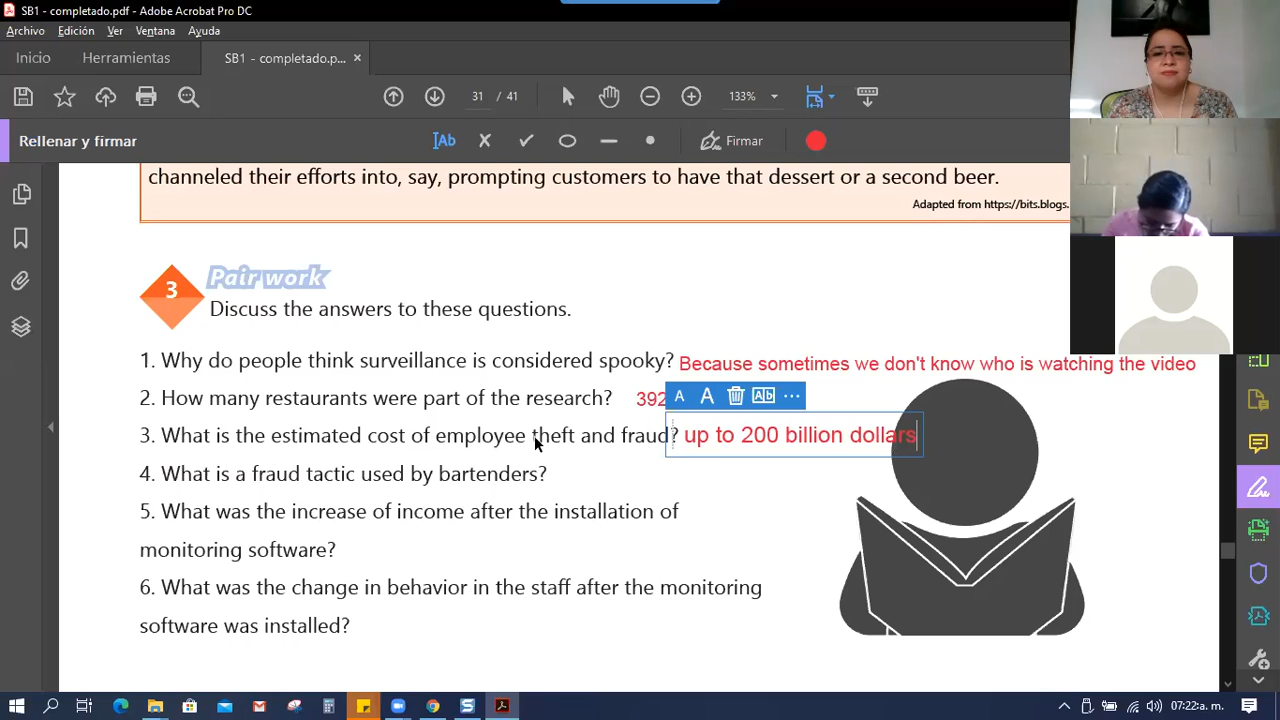 SB1 - completado.pdf - Adobe Acrobat Pro DC
Archivo Edición Ver Ventana Ayuda
Inicio Herramientas SB1 - completado.p... ×
31 / 41 133%
Rellenar y firmar Ab Firmar
channeled their efforts into, say, prompting customers to have that dessert or a second beer.
Adapted from https://bits.blogs.
3 Pair work
Discuss the answers to these questions.
1. Why do people think surveillance is considered spooky? Because sometimes we don't know who is watching the video
2. How many restaurants were part of the research? 392
A A Ab ...
3. What is the estimated cost of employee theft and fraud? up to 200 billion dollars
4. What is a fraud tactic used by bartenders?
5. What was the increase of income after the installation of
monitoring software?
6. What was the change in behavior in the staff after the monitoring
software was installed?
07:22 a. m.